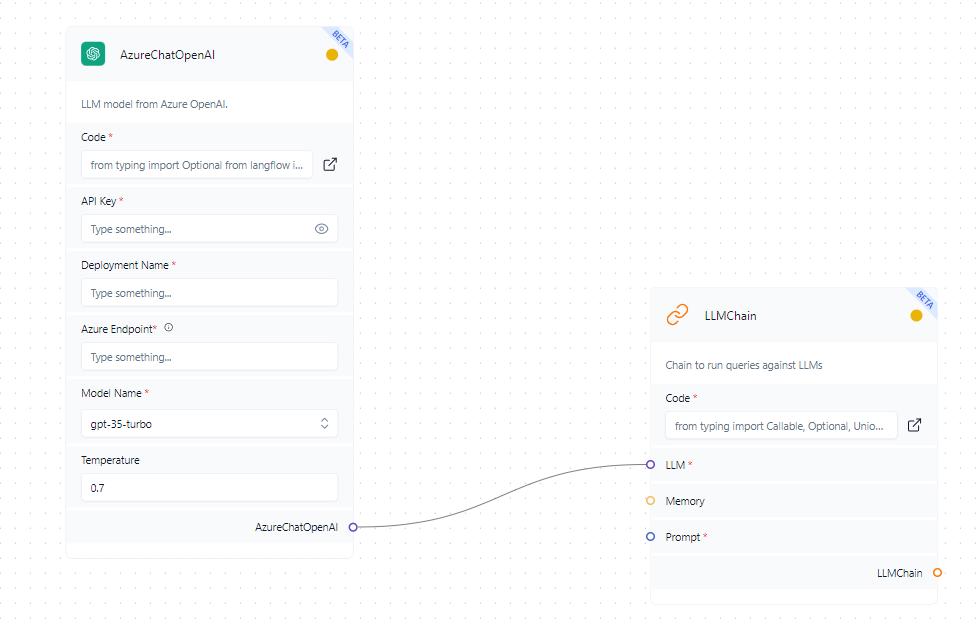 BETA
AzureChatOpenAI
LLM model from Azure OpenAI.
Code *
from typing import Optional from langflow i...
API Key *
Type something...
Deployment Name *
Type something...
Azure Endpoint*
Type something...
Model Name *
gpt-35-turbo
Temperature
0.7
AzureChatOpenAI
BETA
LLMChain
Chain to run queries against LLMs
Code *
from typing import Callable, Optional, Unio...
LLM *
Memory
Prompt *
LLMChain